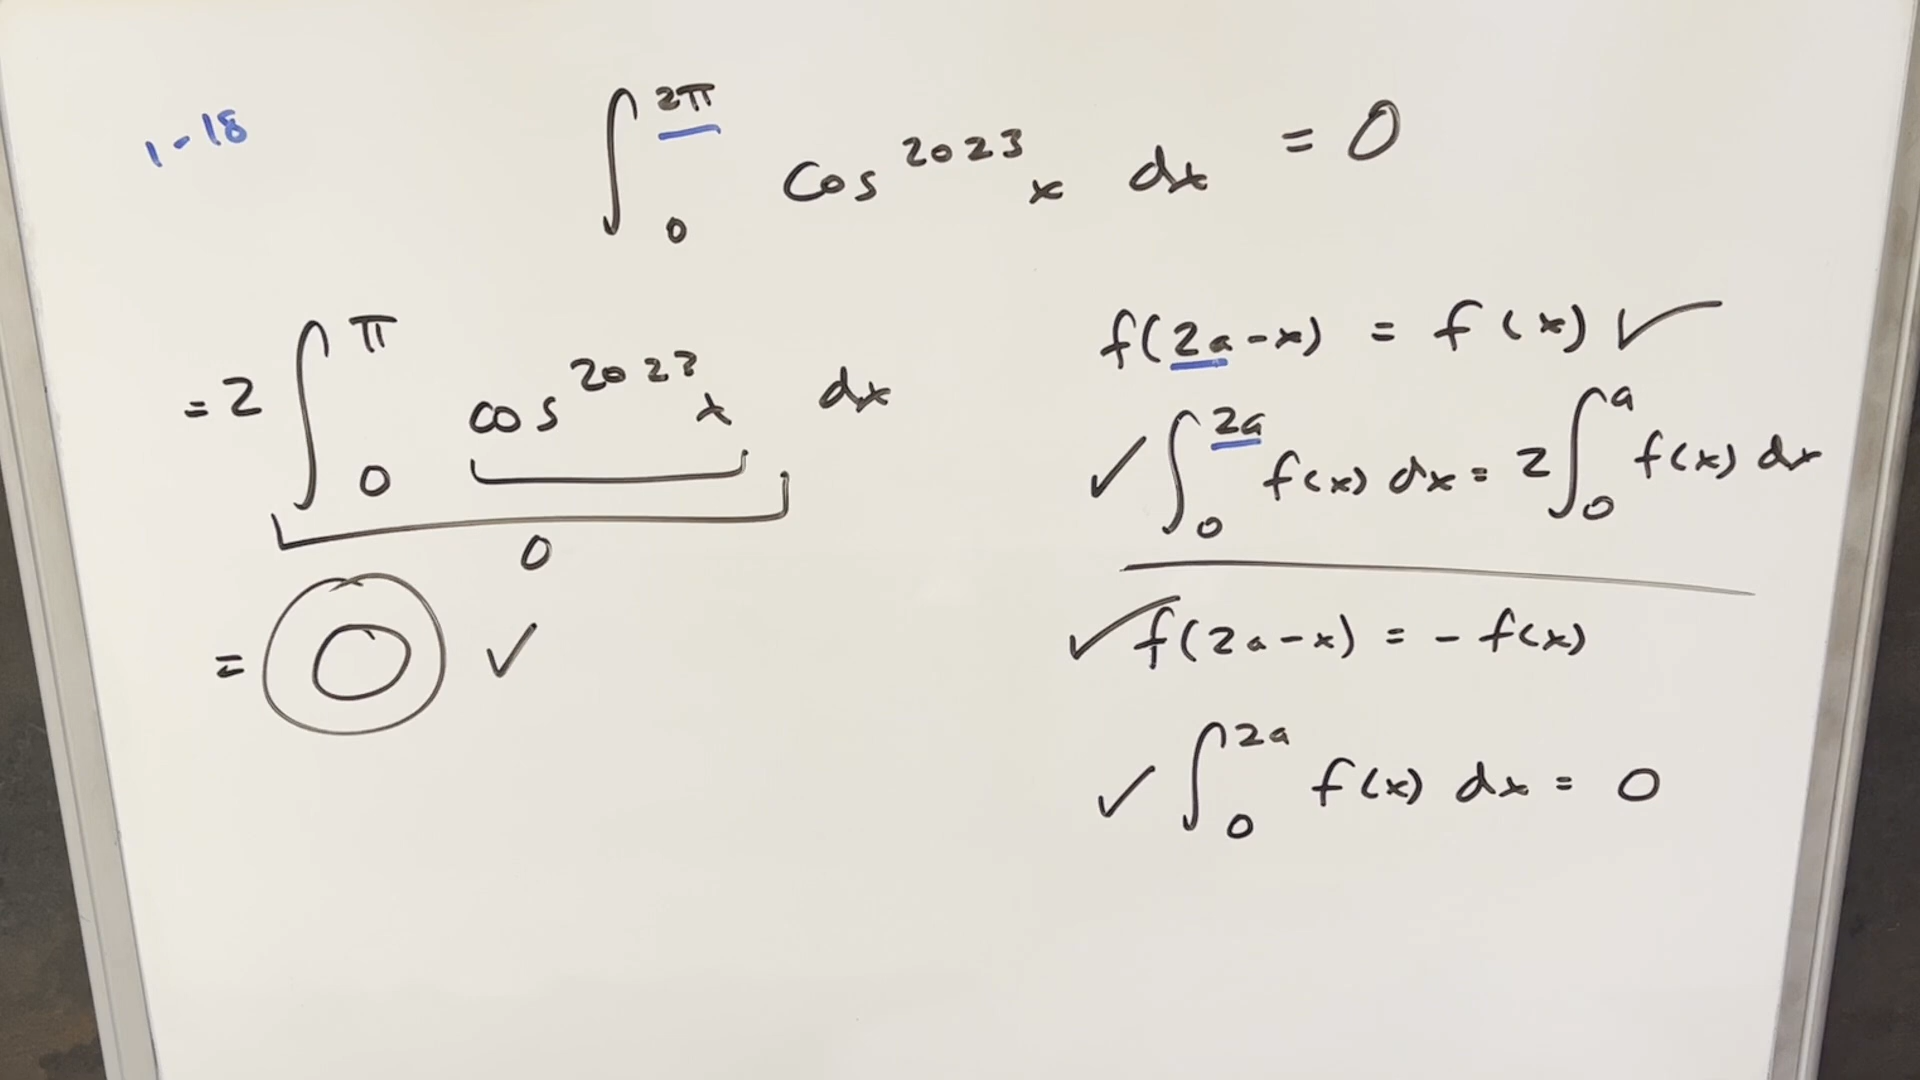 1-18
∫₀^{2π} cos^{2023} x dx = 0
= 2 ∫₀^{π} cos^{2023} x dx
0
= 0 ✓
f(2a-x) = f(x) ✓
✓ ∫₀^{2a} f(x) dx = 2 ∫₀^{a} f(x) dx
✓ f(2a-x) = - f(x)
✓ ∫₀^{2a} f(x) dx = 0